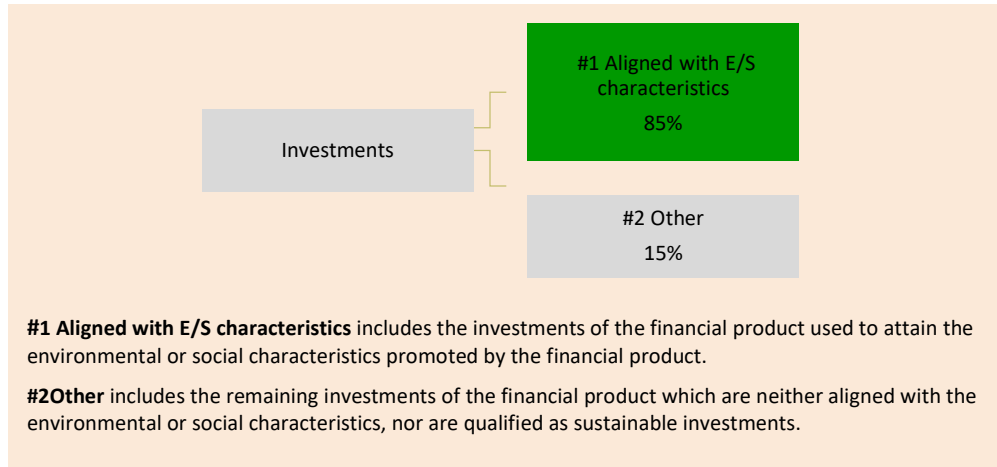 #1 Aligned with E/S
characteristics
85%
Investments
#2 Other
15%
#1 Aligned with E/S characteristics includes the investments of the financial product used to attain the
environmental or social characteristics promoted by the financial product.
#2Other includes the remaining investments of the financial product which are neither aligned with the
environmental or social characteristics, nor are qualified as sustainable investments.